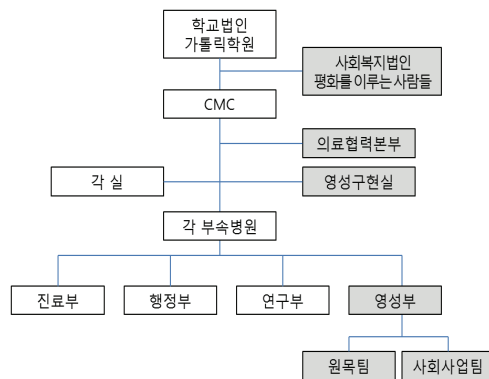 학교법인
가톨릭학원
사회복지법인
평화를 이루는 사람들
CMC
의료협력본부
각 실
영성구현실
각 부속병원
진료부
행정부
연구부
영성부
원목팀
사회사업팀